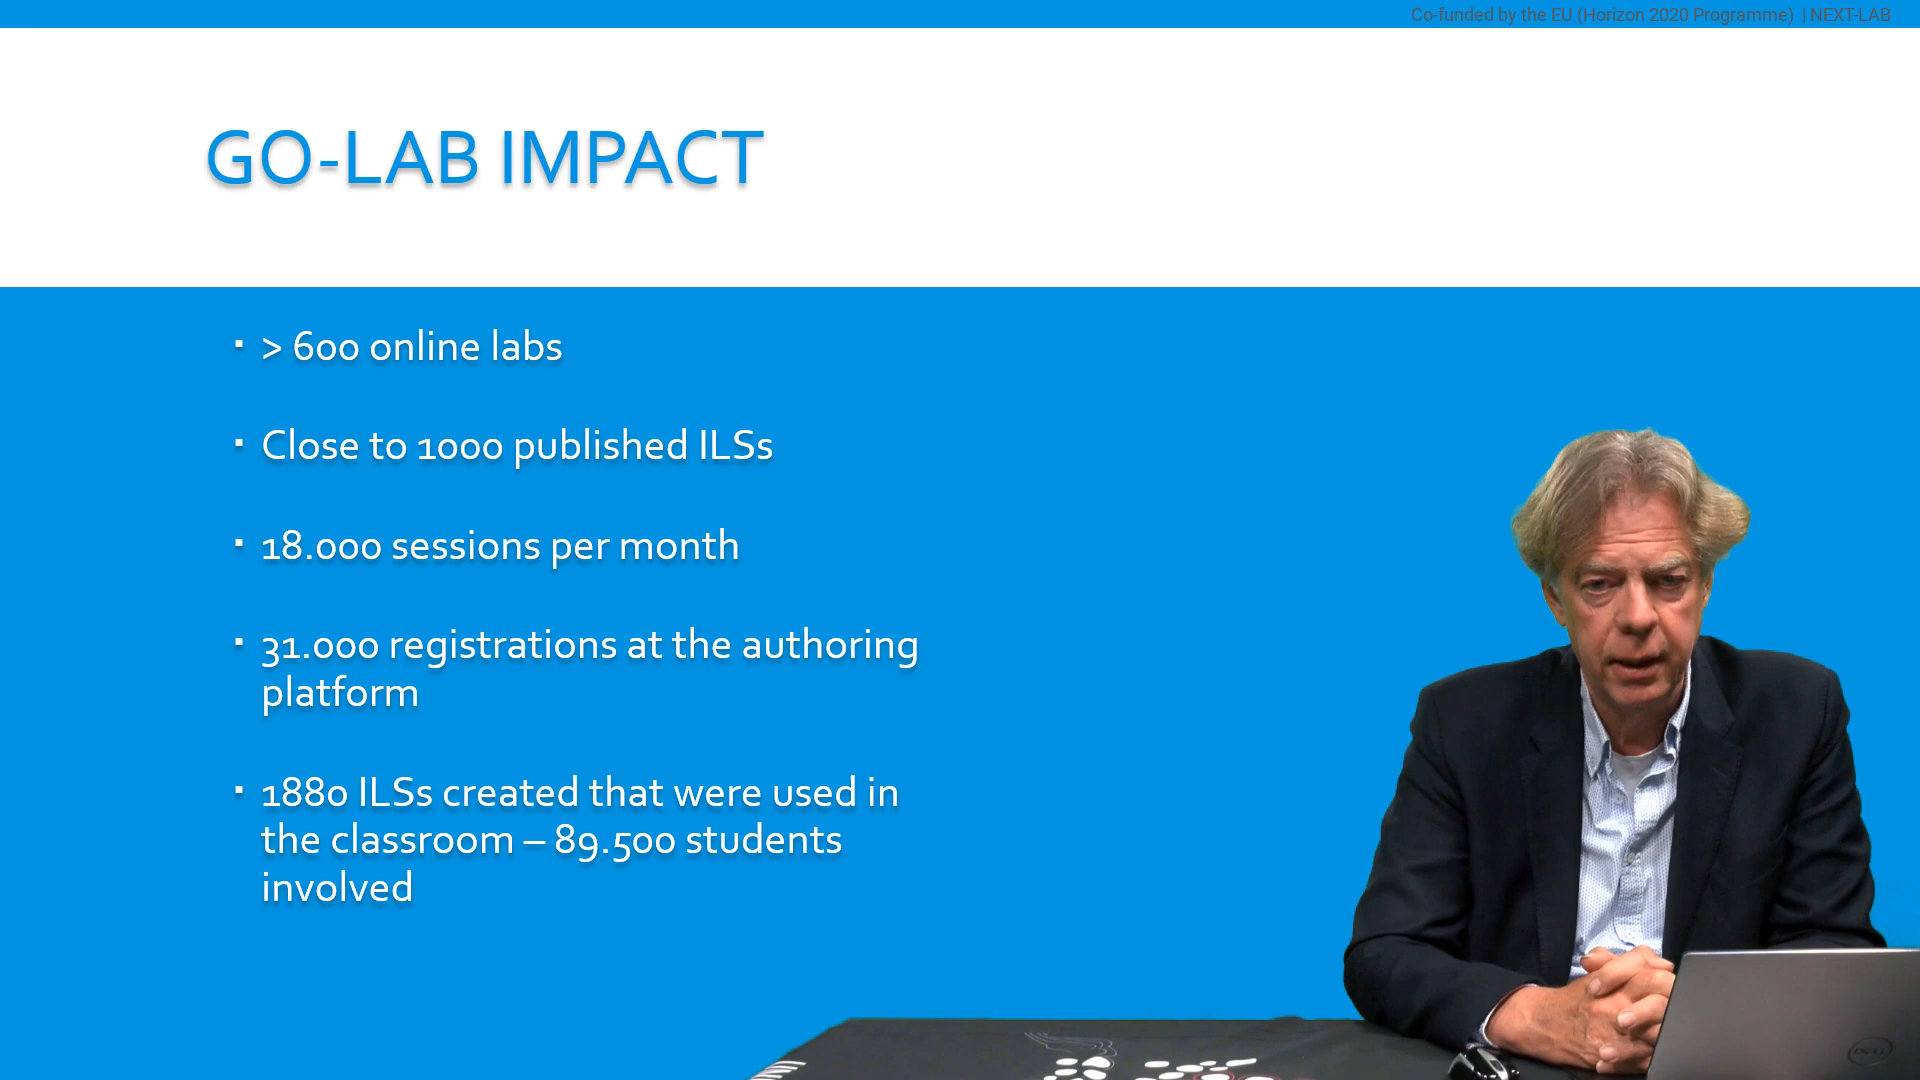 Co-funded by the EU (Horizon 2020 Programme) | NEXT-LAB
GO-LAB IMPACT
▪ > 600 online labs
▪ Close to 1000 published ILSs
▪ 18.000 sessions per month
▪ 31.000 registrations at the authoring
platform
▪ 1880 ILSs created that were used in
the classroom – 89.500 students
involved